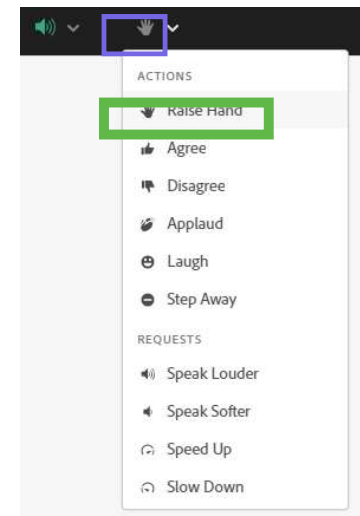 ACTIONS
Raise Hand
Agree
Disagree
Applaud
Laugh
Step Away
REQUESTS
Speak Louder
Speak Softer
Speed Up
Slow Down